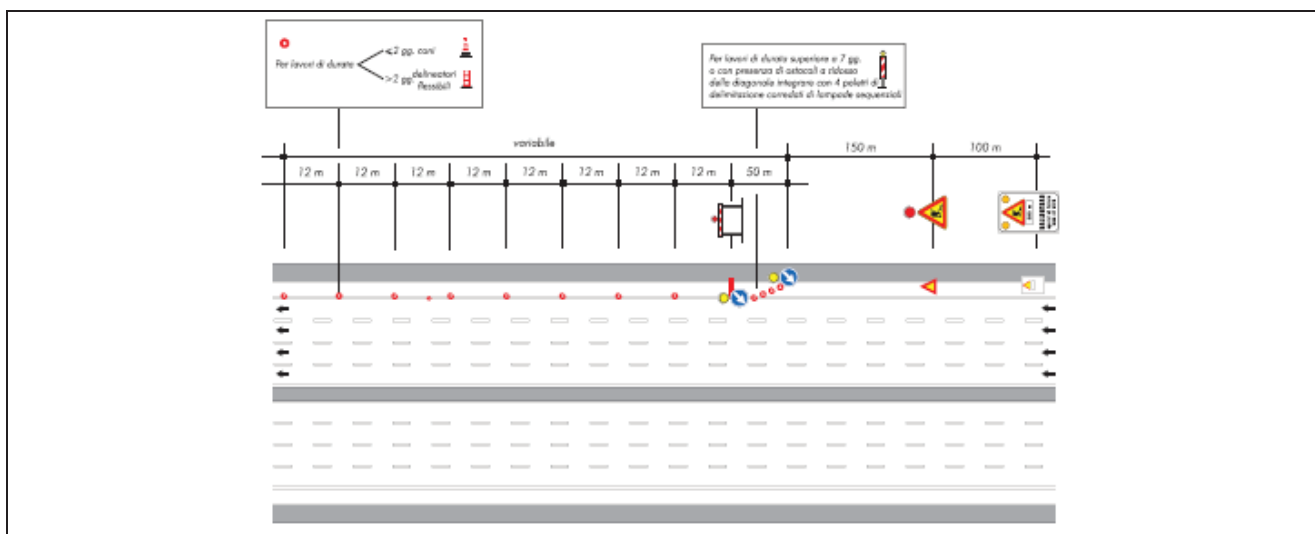 Per lavori di durata
⩽2 gg. coni
>2 gg. delineatori
flessibili
Per lavori di durata superiore a 7 gg.
o con presenza di ostacoli a ridosso
della diagonale integrare con 4 paletti di
delimitazione corredati di lampade sequenziali
variabile
150 m
100 m
12 m
12 m
12 m
12 m
12 m
12 m
12 m
12 m
50 m